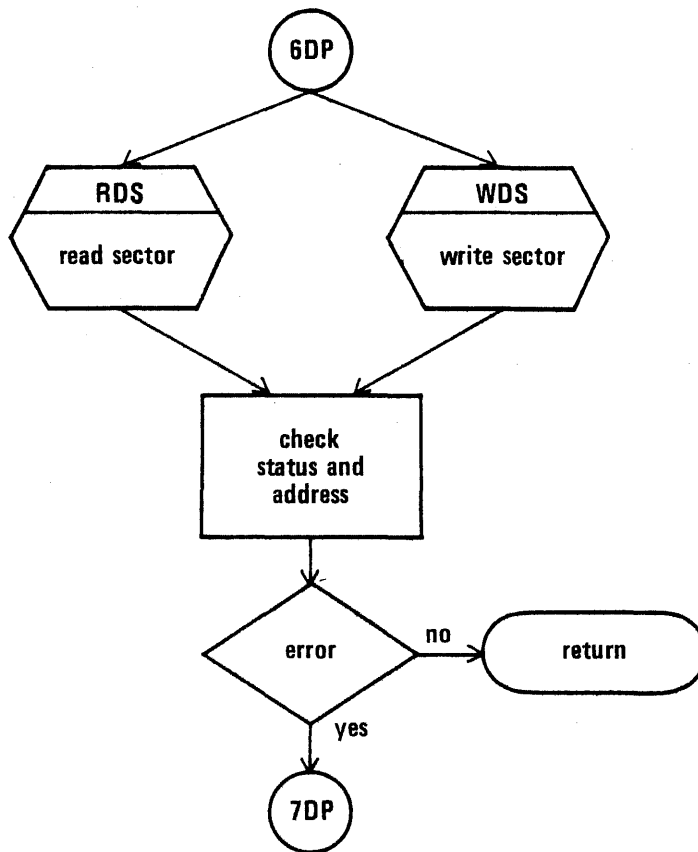 6DP
RDS
WDS
read sector
write sector
check
status and
address
error
no
return
yes
7DP